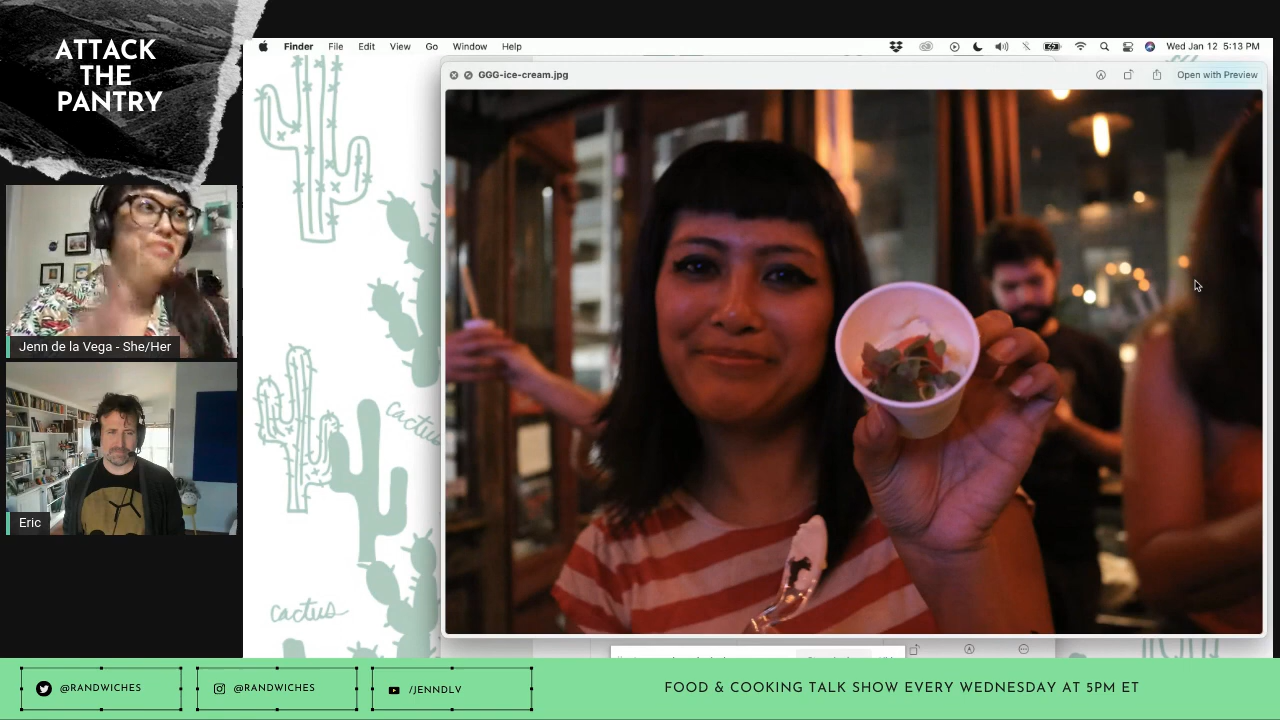 ATTACK
THE
PANTRY
Finder File Edit View Go Window Help
Wed Jan 12 5:13 PM
GGG-ice-cream.jpg
Open with Preview
Jenn de la Vega - She/Her
Eric
cactus
cactus
@RANDWICHES
@RANDWICHES
/JENNDLV
FOOD & COOKING TALK SHOW EVERY WEDNESDAY AT 5PM ET